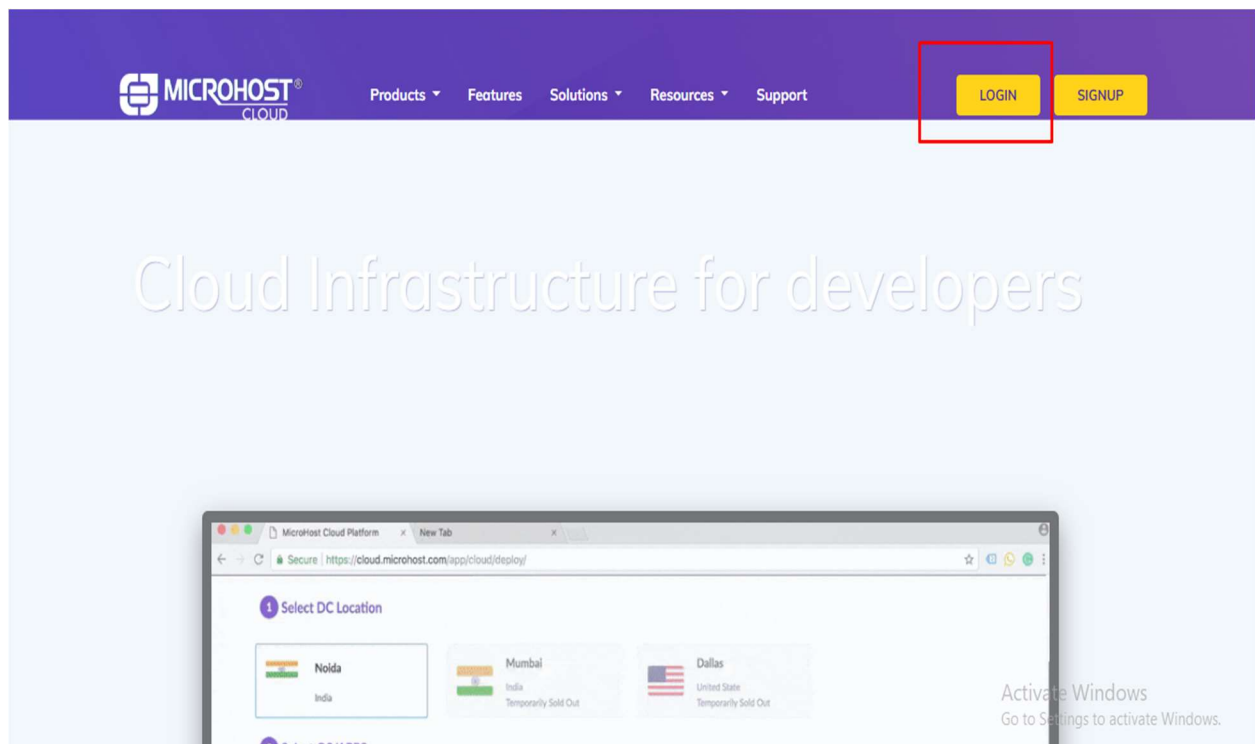 MICROHOST®
CLOUD
Products
Features
Solutions
Resources
Support
LOGIN
SIGNUP
Cloud Infrastructure for developers
MicroHost Cloud Platform
New Tab
Secure | https://cloud.microhost.com/app/cloud/deploy/
1 Select DC Location
Noida
India
Mumbai
India
Temporarily Sold Out
Dallas
United State
Temporarily Sold Out
Activate Windows
Go to Settings to activate Windows.